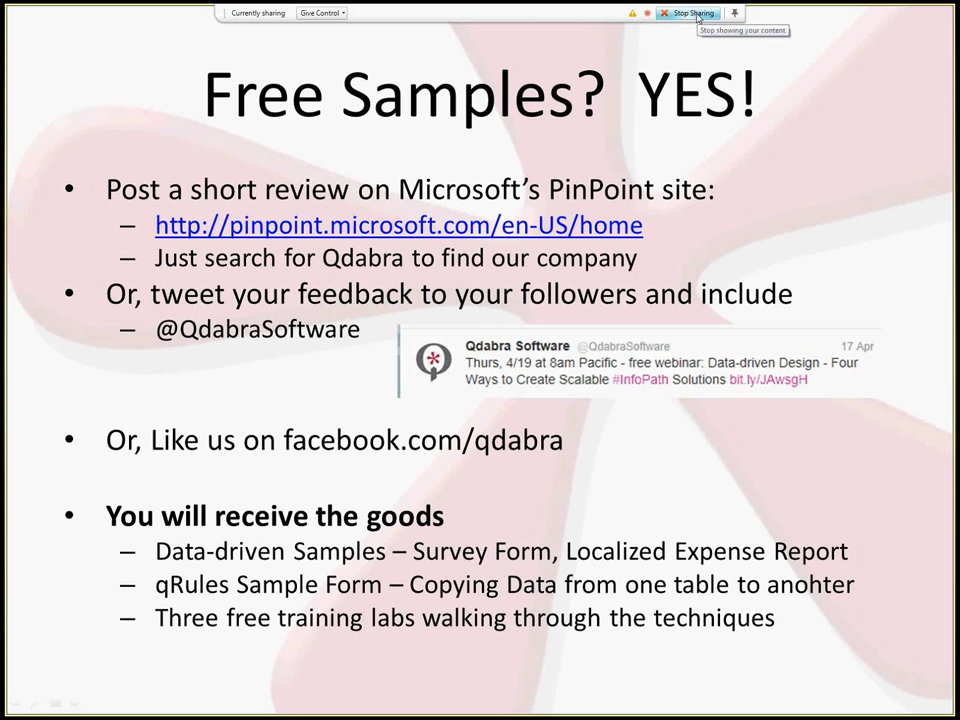 Currently sharing Give Control Stop Sharing
Stop showing your content
Free Samples? YES!
• Post a short review on Microsoft's PinPoint site:
– http://pinpoint.microsoft.com/en-US/home
– Just search for Qdabra to find our company
• Or, tweet your feedback to your followers and include
– @QdabraSoftware
Qdabra Software @QdabraSoftware 17 Apr
Thurs, 4/19 at 8am Pacific - free webinar: Data-driven Design - Four
Ways to Create Scalable #InfoPath Solutions bit.ly/JAwsgH
• Or, Like us on facebook.com/qdabra
• You will receive the goods
– Data-driven Samples – Survey Form, Localized Expense Report
– qRules Sample Form – Copying Data from one table to anohter
– Three free training labs walking through the techniques